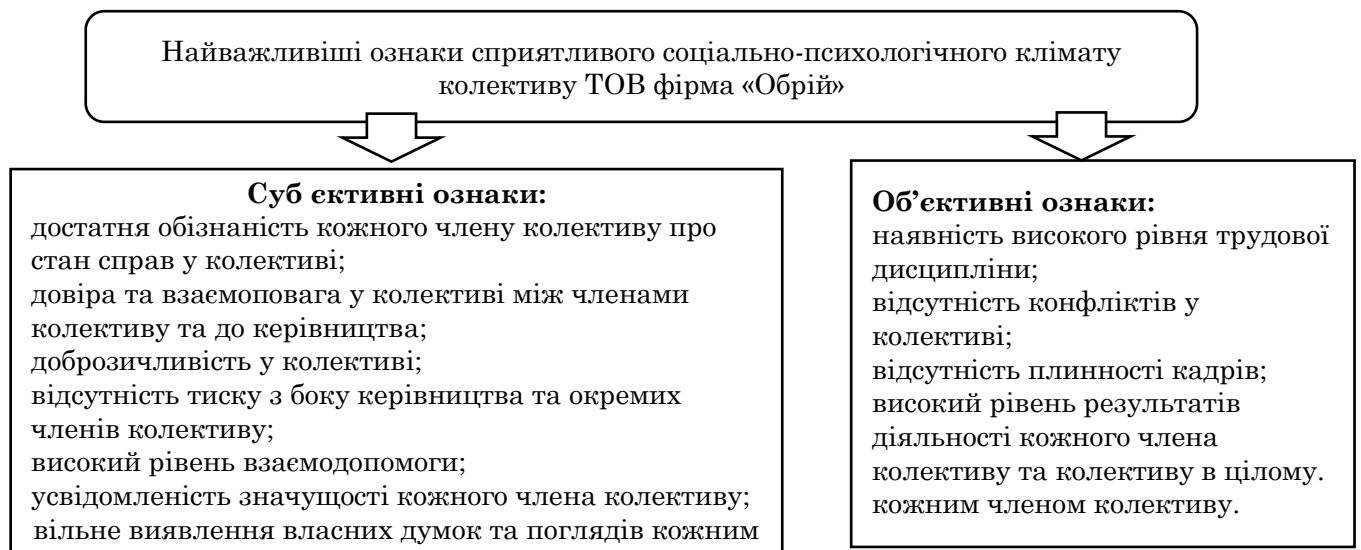 Найважливіші ознаки сприятливого соціально-психологічного клімату
колективу ТОВ фірма «Обрій»
Суб єктивні ознаки:
достатня обізнаність кожного члену колективу про
стан справ у колективі;
довіра та взаємоповага у колективі між членами
колективу та до керівництва;
доброзичливість у колективі;
відсутність тиску з боку керівництва та окремих
членів колективу;
високий рівень взаємодопомоги;
усвідомленість значущості кожного члена колективу;
вільне виявлення власних думок та поглядів кожним
Об’єктивні ознаки:
наявність високого рівня трудової
дисципліни;
відсутність конфліктів у
колективі;
відсутність плинності кадрів;
високий рівень результатів
діяльності кожного члена
колективу та колективу в цілому.
кожним членом колективу.